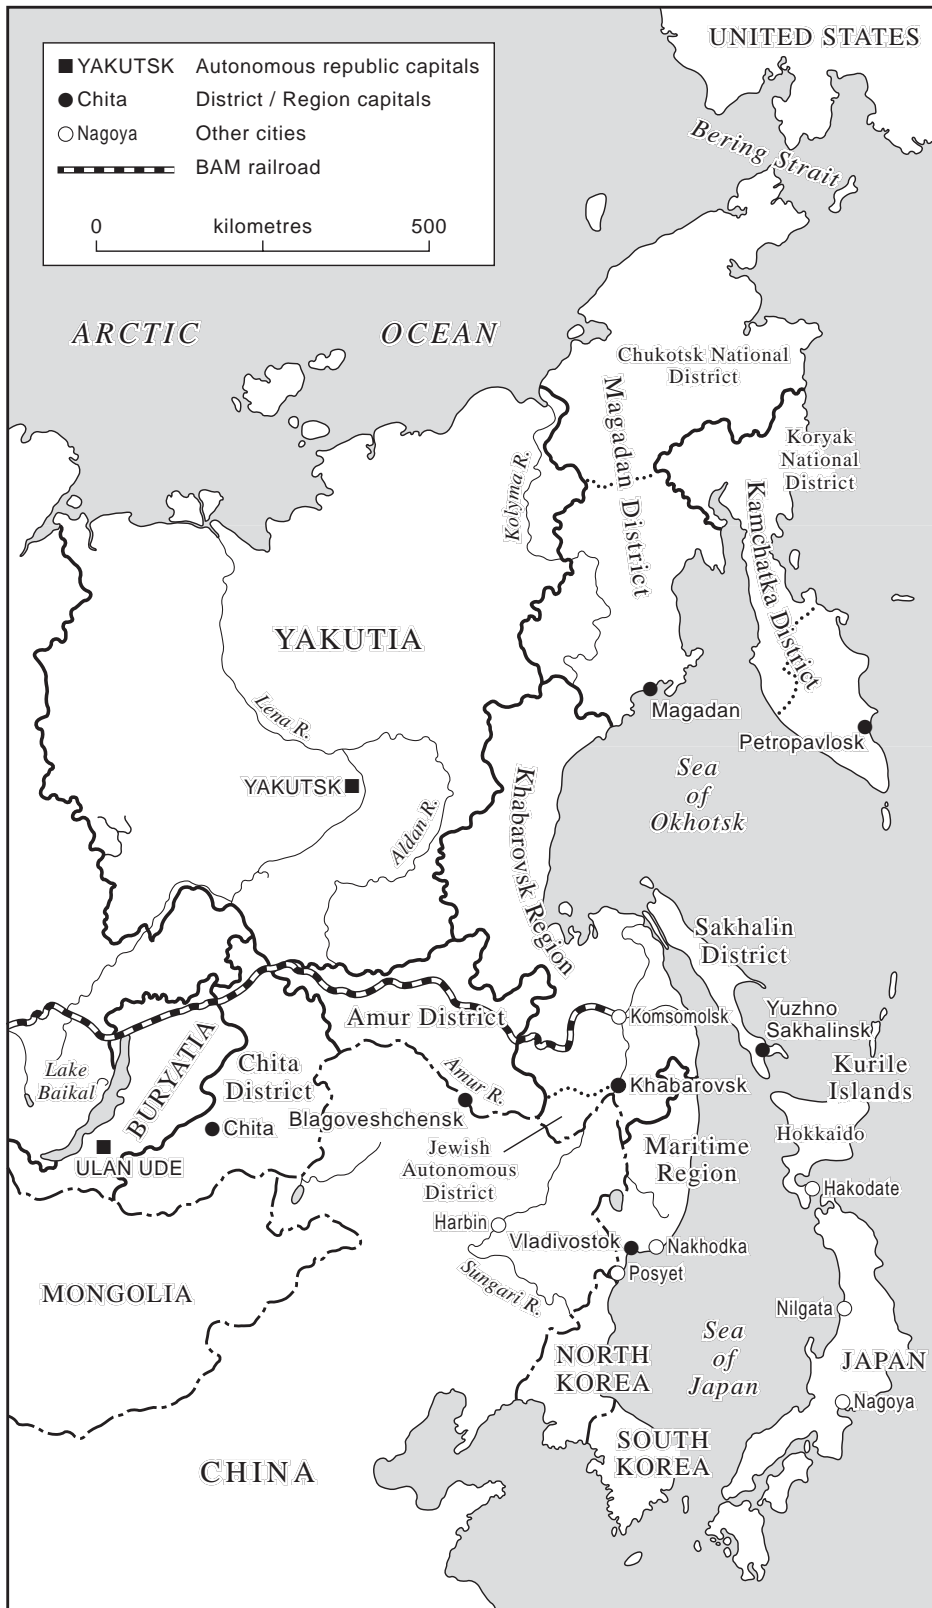 YAKUTSK Autonomous republic capitals
Chita District / Region capitals
Nagoya Other cities
BAM railroad
0 kilometres 500
UNITED STATES
Bering Strait
ARCTIC OCEAN
Chukotsk National
District
Magadan District
Koryak
National
District
Kolyma R.
Kamchatka District
YAKUTIA
Lena R.
Magadan
Petropavlosk
YAKUTSK
Aldan R.
Sea
of
Okhotsk
Khabarovsk Region
Sakhalin
District
Amur District
Komsomolsk
Yuzhno
Sakhalinsk
Kurile
Islands
Lake
Baikal
BURYATIA
Chita
District
Amur R.
Khabarovsk
Blagoveshchensk
Chita
ULAN UDE
Jewish
Autonomous
District
Maritime
Region
Hokkaido
Hakodate
Harbin
Vladivostok
Nakhodka
Posyet
Sungari R.
MONGOLIA
Nilgata
Sea
of
Japan
NORTH
KOREA
JAPAN
Nagoya
SOUTH
KOREA
CHINA